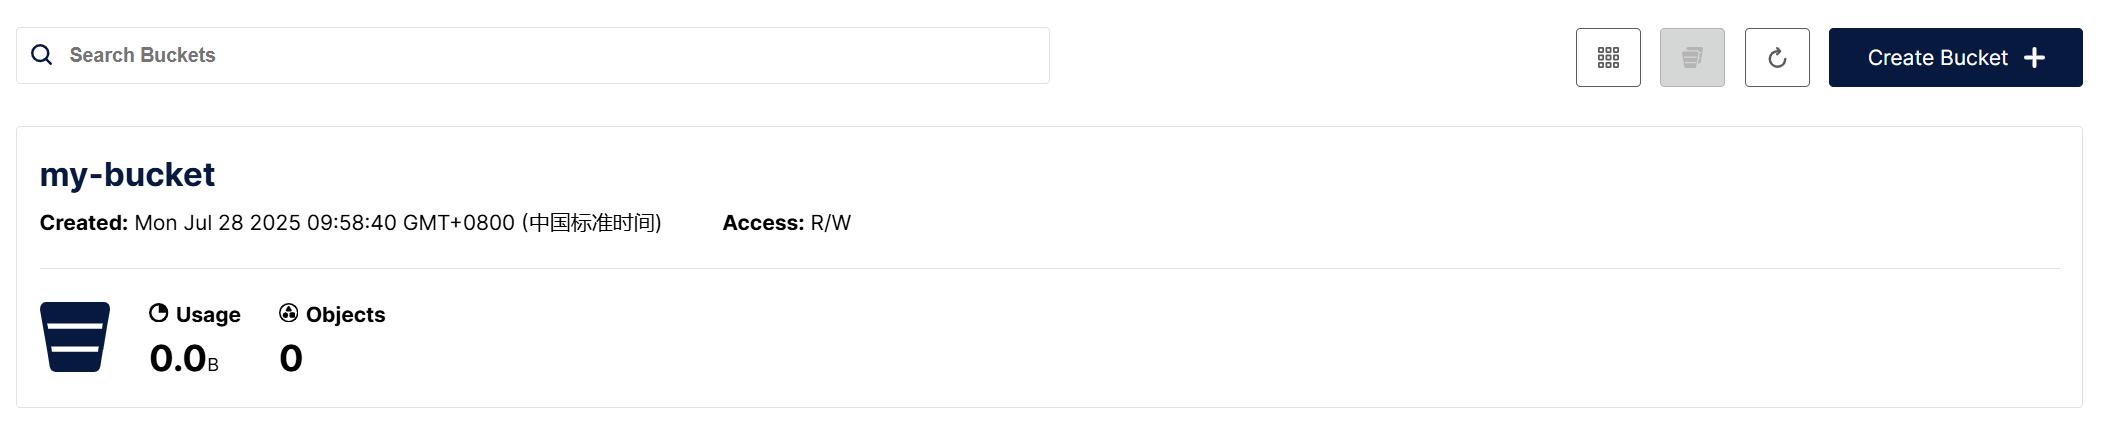 Search Buckets
Create Bucket
my-bucket
Created: Mon Jul 28 2025 09:58:40 GMT+0800 (中国标准时间) Access: R/W
Usage Objects
0.0B 0